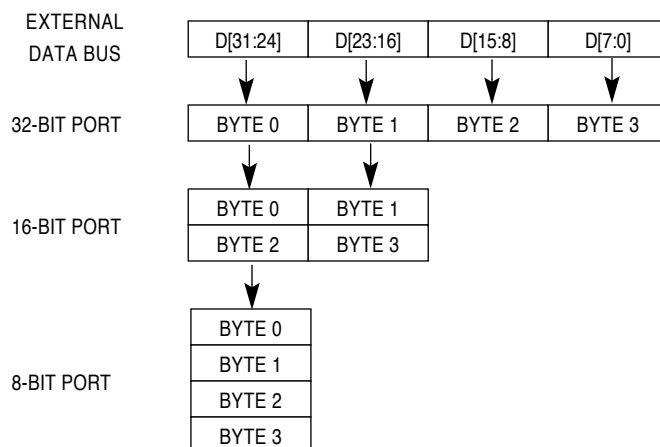 EXTERNAL
DATA BUS
D[31:24] D[23:16] D[15:8] D[7:0]
32-BIT PORT BYTE 0 BYTE 1 BYTE 2 BYTE 3
16-BIT PORT
BYTE 0 BYTE 1
BYTE 2 BYTE 3
8-BIT PORT
BYTE 0
BYTE 1
BYTE 2
BYTE 3